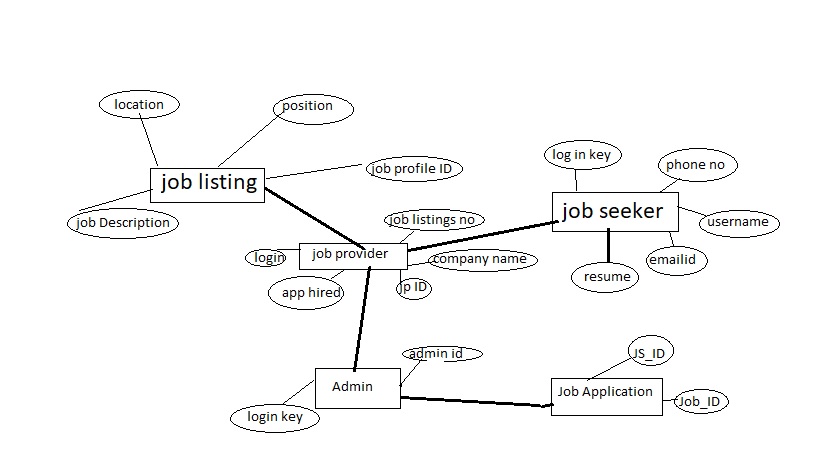 location
position
log in key
phone no
job profile ID
job listing
job seeker
job listings no
job Description
username
login
job provider
company name
emailid
resume
app hired
jp ID
admin id
JS_ID
Admin
Job Application
Job_ID
login key